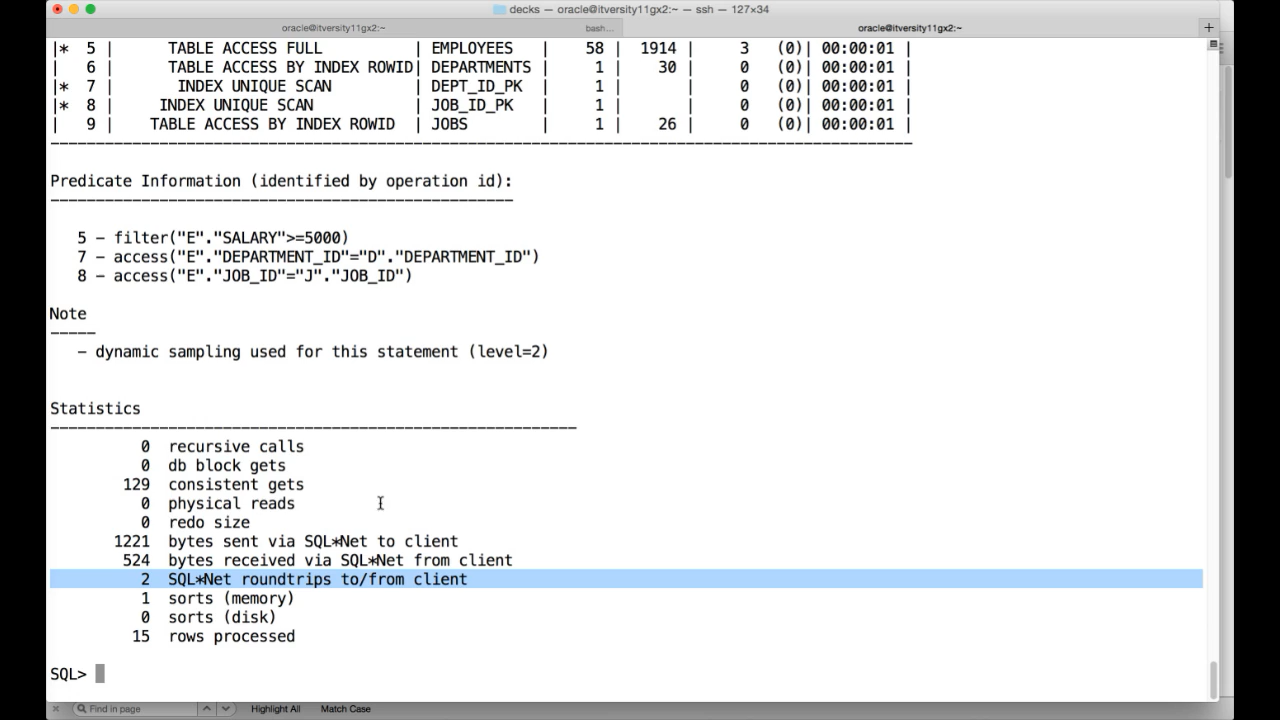 decks — oracle@itversity11gx2:~ — ssh — 127×34
oracle@itversity11gx2:~ bash... oracle@itversity11gx2:~ +
|* 5 | TABLE ACCESS FULL | EMPLOYEES | 58 | 1914 | 3 (0)| 00:00:01 |
| 6 | TABLE ACCESS BY INDEX ROWID| DEPARTMENTS | 1 | 30 | 0 (0)| 00:00:01 |
|* 7 | INDEX UNIQUE SCAN | DEPT_ID_PK | 1 | | 0 (0)| 00:00:01 |
|* 8 | INDEX UNIQUE SCAN | JOB_ID_PK | 1 | | 0 (0)| 00:00:01 |
| 9 | TABLE ACCESS BY INDEX ROWID | JOBS | 1 | 26 | 0 (0)| 00:00:01 |
Predicate Information (identified by operation id):
5 - filter("E"."SALARY">=5000)
7 - access("E"."DEPARTMENT_ID"="D"."DEPARTMENT_ID")
8 - access("E"."JOB_ID"="J"."JOB_ID")
Note
-----
- dynamic sampling used for this statement (level=2)
Statistics
0 recursive calls
0 db block gets
129 consistent gets
0 physical reads
0 redo size
1221 bytes sent via SQL*Net to client
524 bytes received via SQL*Net from client
2 SQL*Net roundtrips to/from client
1 sorts (memory)
0 sorts (disk)
15 rows processed
SQL>
Find in page Highlight All Match Case